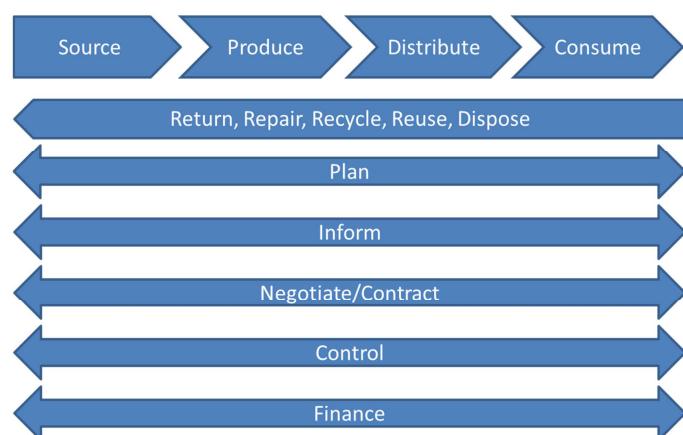 Source
Produce
Distribute
Consume
Return, Repair, Recycle, Reuse, Dispose
Plan
Inform
Negotiate/Contract
Control
Finance